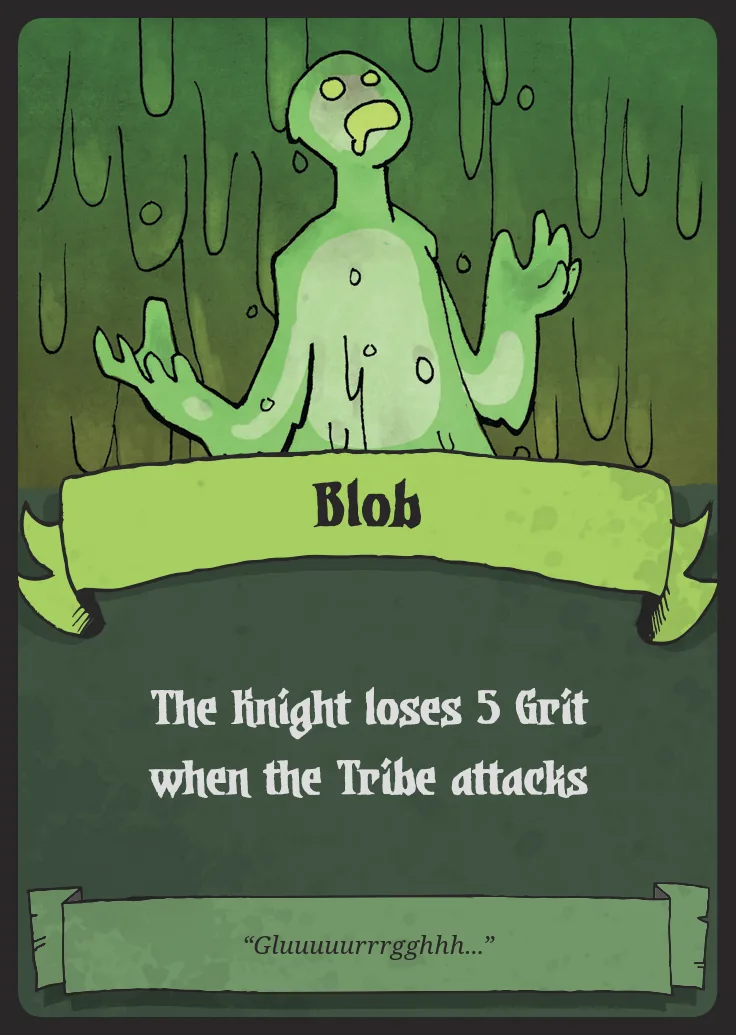 Blob
The Knight loses 5 Grit
when the Tribe attacks
“Gluuuuurrrgghhh...”